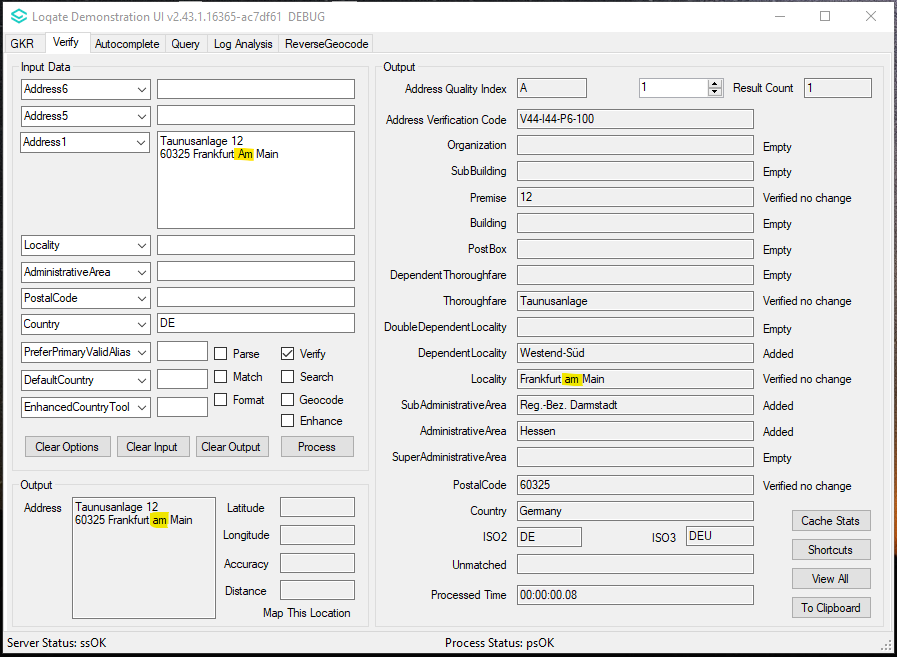 Loqate Demonstration UI v2.43.1.16365-ac7df61 DEBUG
GKR Verify Autocomplete Query Log Analysis ReverseGeocode
Input Data
Address6
Address5
Address1
Taunusanlage 12
60325 Frankfurt Am Main
Locality
AdministrativeArea
PostalCode
Country DE
PreferPrimaryValidAlias Parse Verify
DefaultCountry Match Search
EnhancedCountryTool Format Geocode
Enhance
Clear Options Clear Input Clear Output Process
Output
Address
Taunusanlage 12
60325 Frankfurt am Main
Latitude
Longitude
Accuracy
Distance
Map This Location
Output
Address Quality Index A 1 Result Count 1
Address Verification Code V44-I44-P6-100
Organization Empty
SubBuilding Empty
Premise 12 Verified no change
Building Empty
PostBox Empty
DependentThoroughfare Empty
Thoroughfare Taunusanlage Verified no change
DoubleDependentLocality Empty
DependentLocality Westend-Süd Added
Locality Frankfurt am Main Verified no change
SubAdministrativeArea Reg.-Bez. Darmstadt Added
AdministrativeArea Hessen Added
SuperAdministrativeArea Empty
PostalCode 60325 Verified no change
Country Germany
ISO2 DE ISO3 DEU
Unmatched
Processed Time 00:00:00.08
Cache Stats
Shortcuts
View All
To Clipboard
Server Status: ssOK Process Status: psOK